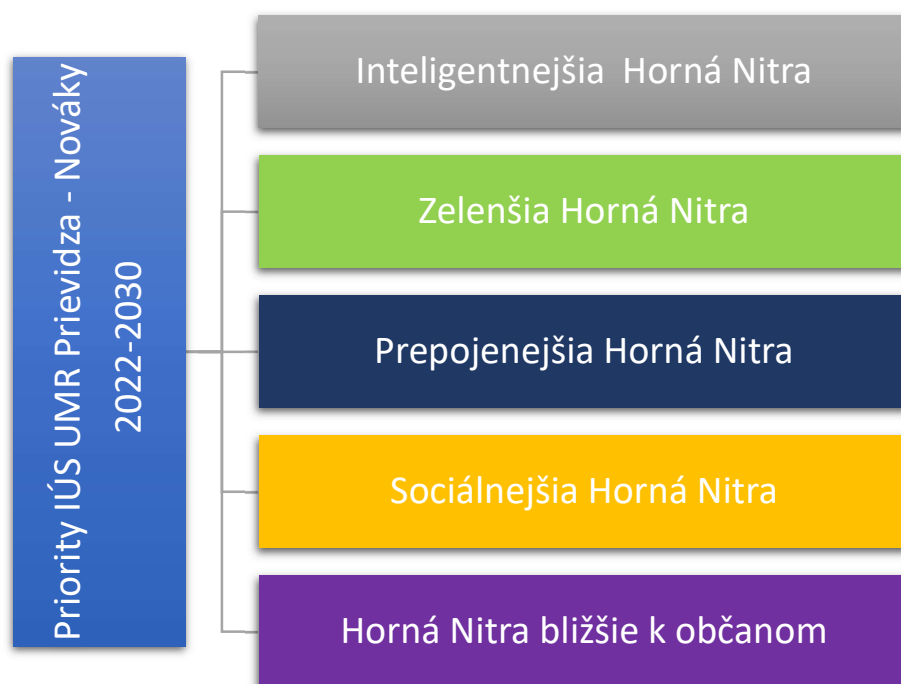 Priority IÚS UMR Prievidza - Nováky
2022-2030
Inteligentnejšia  Horná Nitra
Zelenšia Horná Nitra
Prepojenejšia Horná Nitra
Sociálnejšia Horná Nitra
Horná Nitra bližšie k občanom